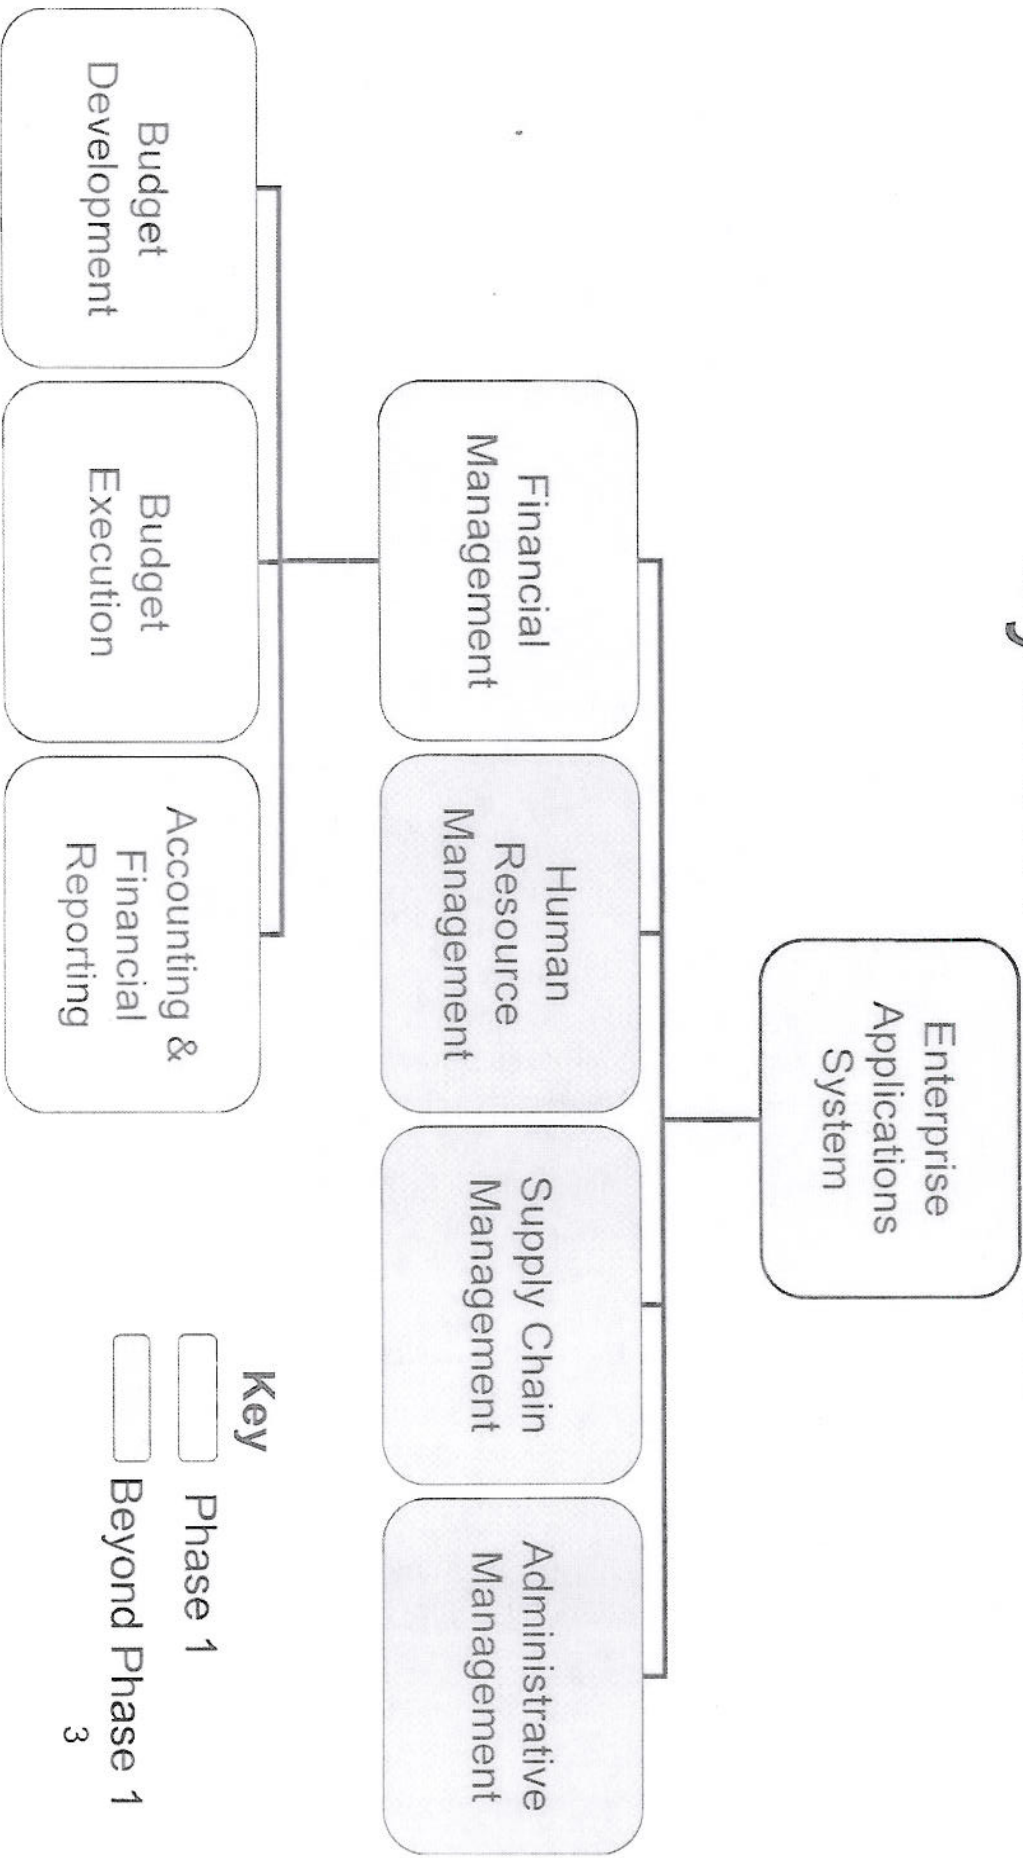 Enterprise
Applications
System
Financial
Management
Human
Resource
Management
Supply Chain
Management
Administrative
Management
Budget
Development
Budget
Execution
Accounting &
Financial
Reporting
Key
Phase 1
Beyond Phase 1
3